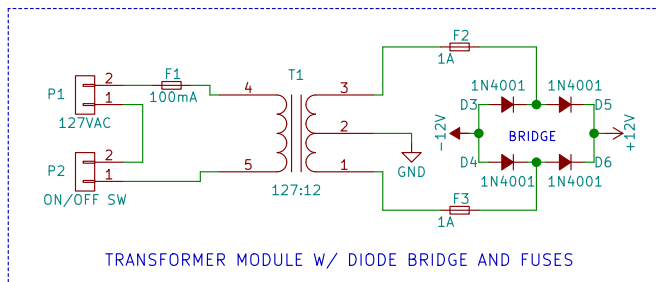 F2
1A
F1
100mA
T1
P1
2
1
127VAC
4
3
1N4001
1N4001
D3
D5
-12V
BRIDGE
+12V
2
GND
P2
2
1
ON/OFF SW
5
1
127:12
D4
D6
1N4001
1N4001
F3
1A
TRANSFORMER MODULE W/ DIODE BRIDGE AND FUSES